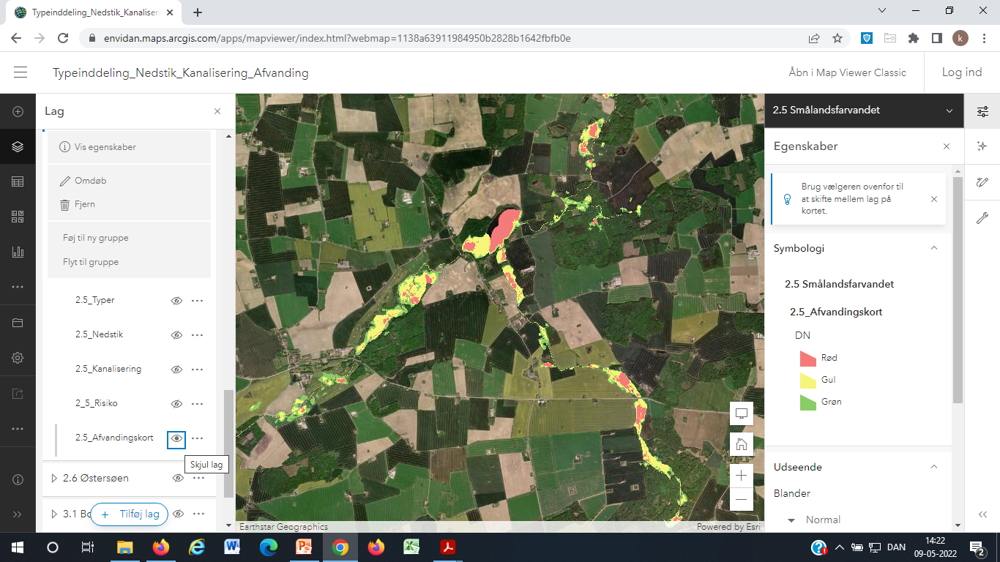 Typeinddeling_Nedstik_Kanaliser
envidan.maps.arcgis.com/apps/mapviewer/index.html?webmap=1138a63911984950b2828b1642fbfb0e
k
Typeinddeling_Nedstik_Kanalisering_Afvanding
Åbn i Map Viewer Classic
Log ind
Lag
Vis egenskaber
Omdøb
Fjern
Føj til ny gruppe
Flyt til gruppe
2.5_Typer
2.5_Nedstik
2.5_Kanalisering
2_5_Risiko
2.5_Afvandingskort
Skjul lag
2.6 Østersøen
3.1 Bo
Tilføj lag
Earthstar Geographics
Powered by Esri
2.5 Smålandsfarvandet
Egenskaber
Brug vælgeren ovenfor til
at skifte mellem lag på
kortet.
Symbologi
2.5 Smålandsfarvandet
2.5_Afvandingskort
DN
Rød
Gul
Grøn
Udseende
Blander
Normal
DAN
14:22
09-05-2022
2